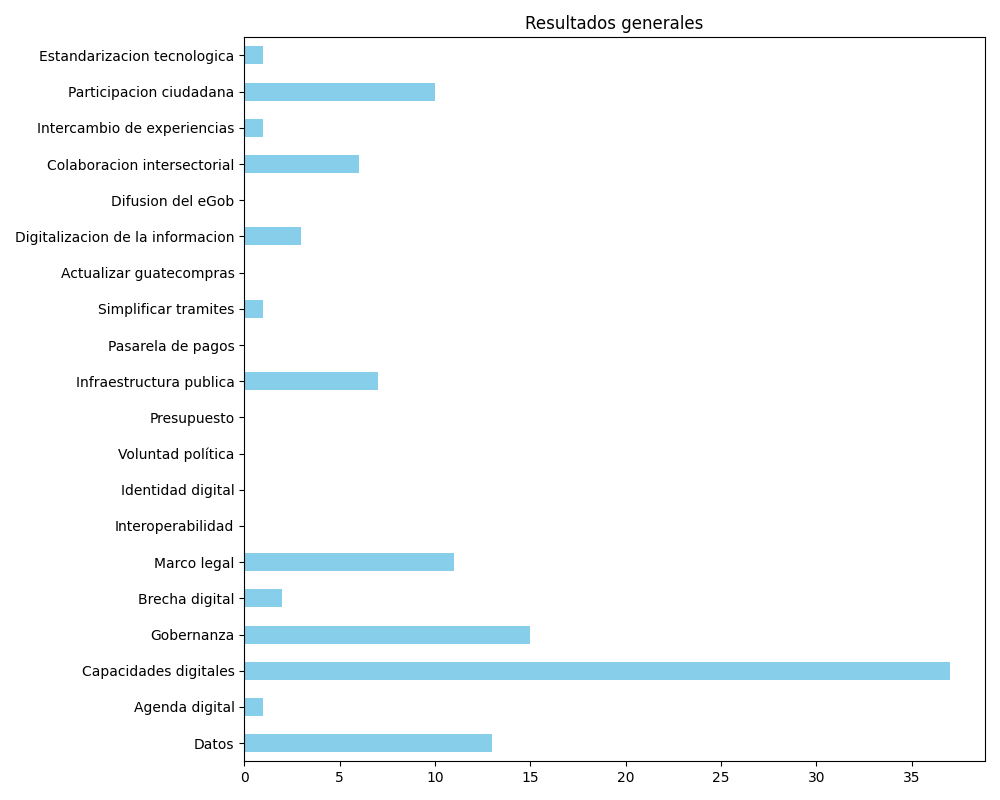 Resultados generales
Estandarizacion tecnologica
Participacion ciudadana
Intercambio de experiencias
Colaboracion intersectorial
Difusion del eGob
Digitalizacion de la informacion
Actualizar guatecompras
Simplificar tramites
Pasarela de pagos
Infraestructura publica
Presupuesto
Voluntad política
Identidad digital
Interoperabilidad
Marco legal
Brecha digital
Gobernanza
Capacidades digitales
Agenda digital
Datos
0 5 10 15 20 25 30 35